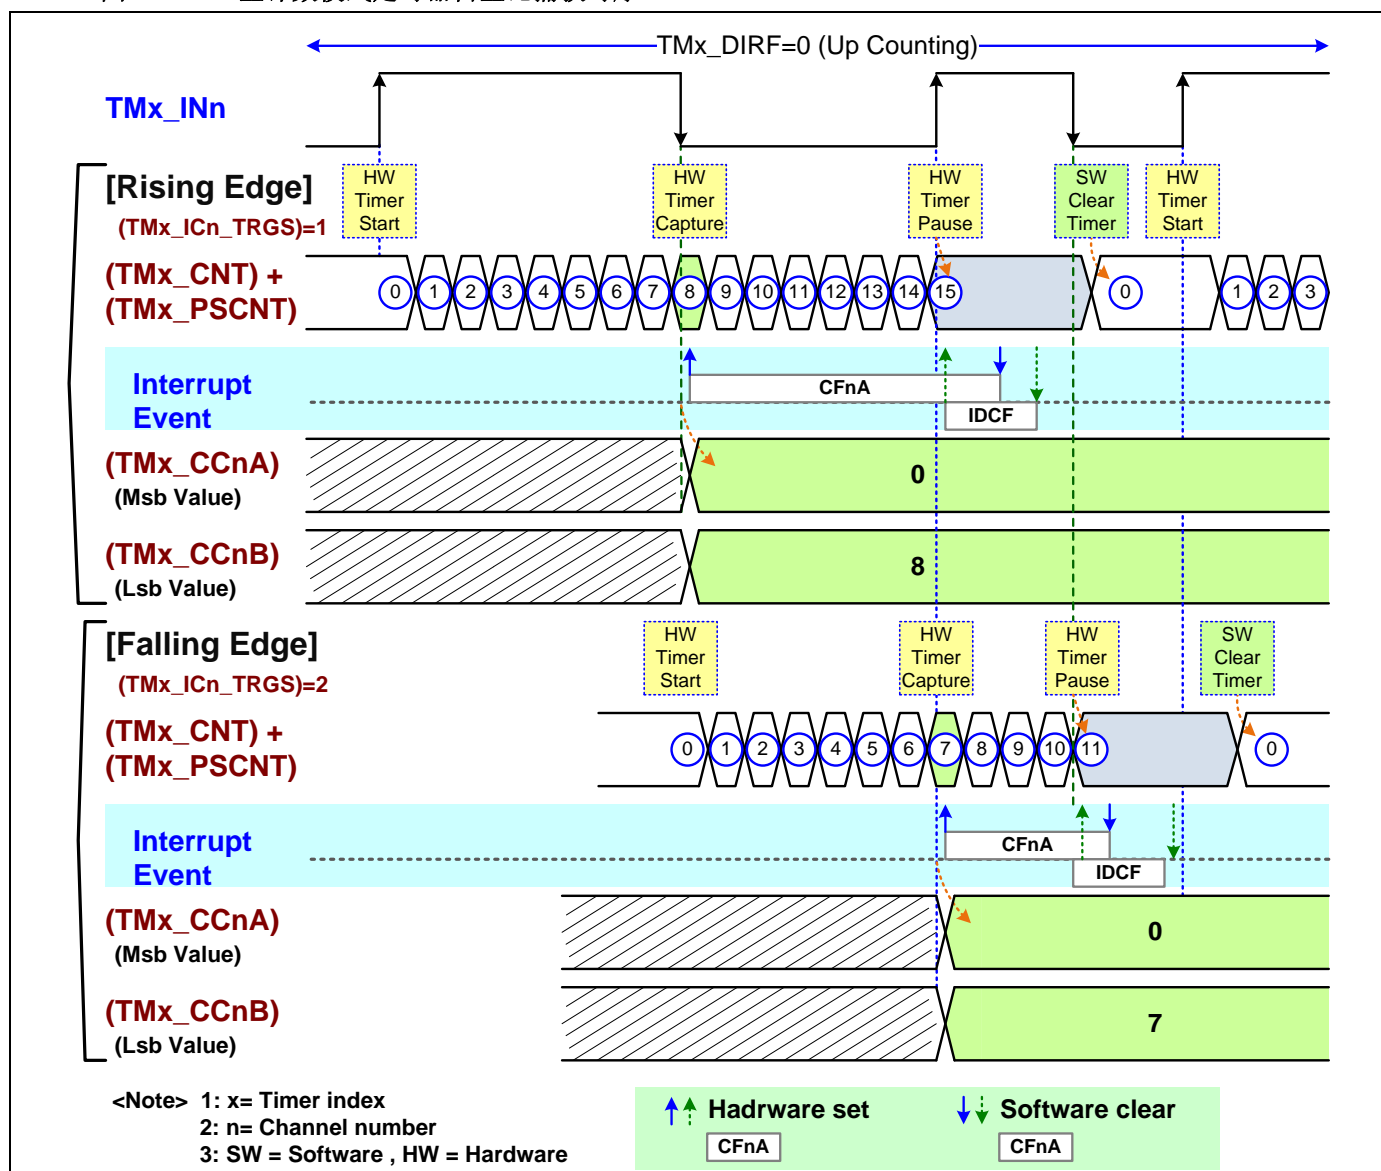 TMx_DIRF=0 (Up Counting)
TMx_INn
[Rising Edge]
(TMx_ICn_TRGS)=1
HW
Timer
Start
HW
Timer
Capture
HW
Timer
Pause
SW
Clear
Timer
HW
Timer
Start
(TMx_CNT) +
(TMx_PSCNT)
0 1 2 3 4 5 6 7 8 9 10 11 12 13 14 15 0 1 2 3
Interrupt
Event
CFnA
IDCF
(TMx_CCnA)
(Msb Value)
0
(TMx_CCnB)
(Lsb Value)
8
[Falling Edge]
(TMx_ICn_TRGS)=2
HW
Timer
Start
HW
Timer
Capture
HW
Timer
Pause
SW
Clear
Timer
(TMx_CNT) +
(TMx_PSCNT)
0 1 2 3 4 5 6 7 8 9 10 11 0
Interrupt
Event
CFnA
IDCF
(TMx_CCnA)
(Msb Value)
0
(TMx_CCnB)
(Lsb Value)
7
<Note> 1: x= Timer index
2: n= Channel number
3: SW = Software , HW = Hardware
Hadrware set
CFnA
Software clear
CFnA